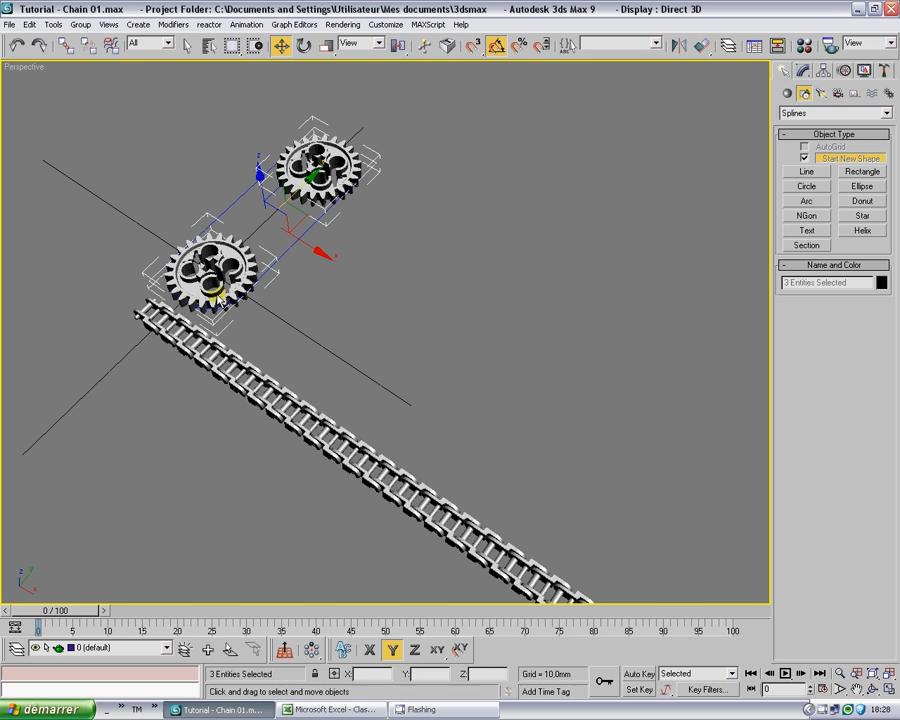 Tutorial - Chain 01.max - Project Folder: C:\Documents and Settings\Utilisateur\Mes documents\3dsmax - Autodesk 3ds Max 9 - Display : Direct 3D
File Edit Tools Group Views Create Modifiers reactor Animation Graph Editors Rendering Customize MAXScript Help
All View View
Perspective
Splines
Object Type
AutoGrid
Start New Shape
Line Rectangle
Circle Ellipse
Arc Donut
NGon Star
Text Helix
Section
Name and Color
3 Entities Selected
z
x
z y
x
0 / 100
0 5 10 15 20 25 30 35 40 45 50 55 60 65 70 75 80 85 90 95 100
0 (default) X Y Z XY XY
3 Entities Selected X: Y: Z: Grid = 10,0mm Auto Key Selected
Click and drag to select and move objects Add Time Tag Set Key Key Filters... 0
démarrer TM Tutorial - Chain 01.m... Microsoft Excel - Clas... Flashing 18:28